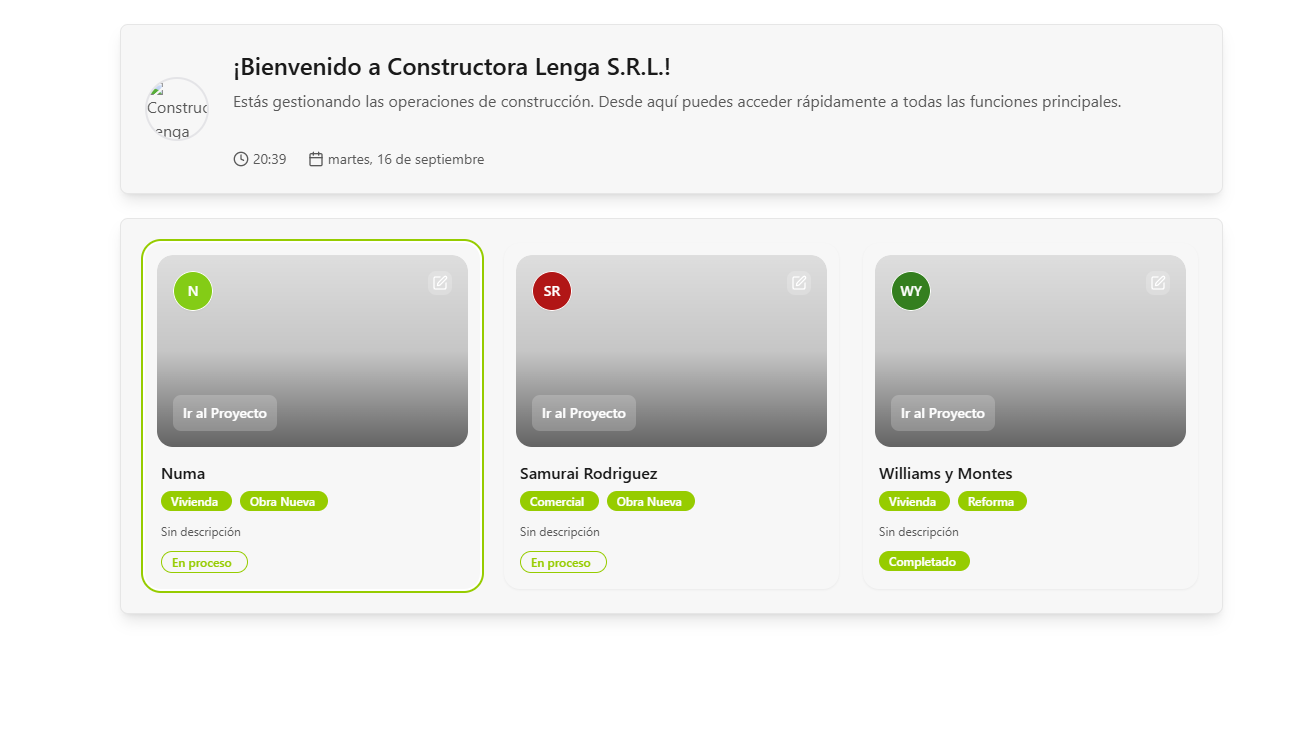 ¡Bienvenido a Constructora Lenga S.R.L.!
Estás gestionando las operaciones de construcción. Desde aquí puedes acceder rápidamente a todas las funciones principales.
Construc
enga
20:39 martes, 16 de septiembre
N SR WY
Ir al Proyecto Ir al Proyecto Ir al Proyecto
Numa Samurai Rodriguez Williams y Montes
Vivienda Obra Nueva Comercial Obra Nueva Vivienda Reforma
Sin descripción Sin descripción Sin descripción
En proceso En proceso Completado